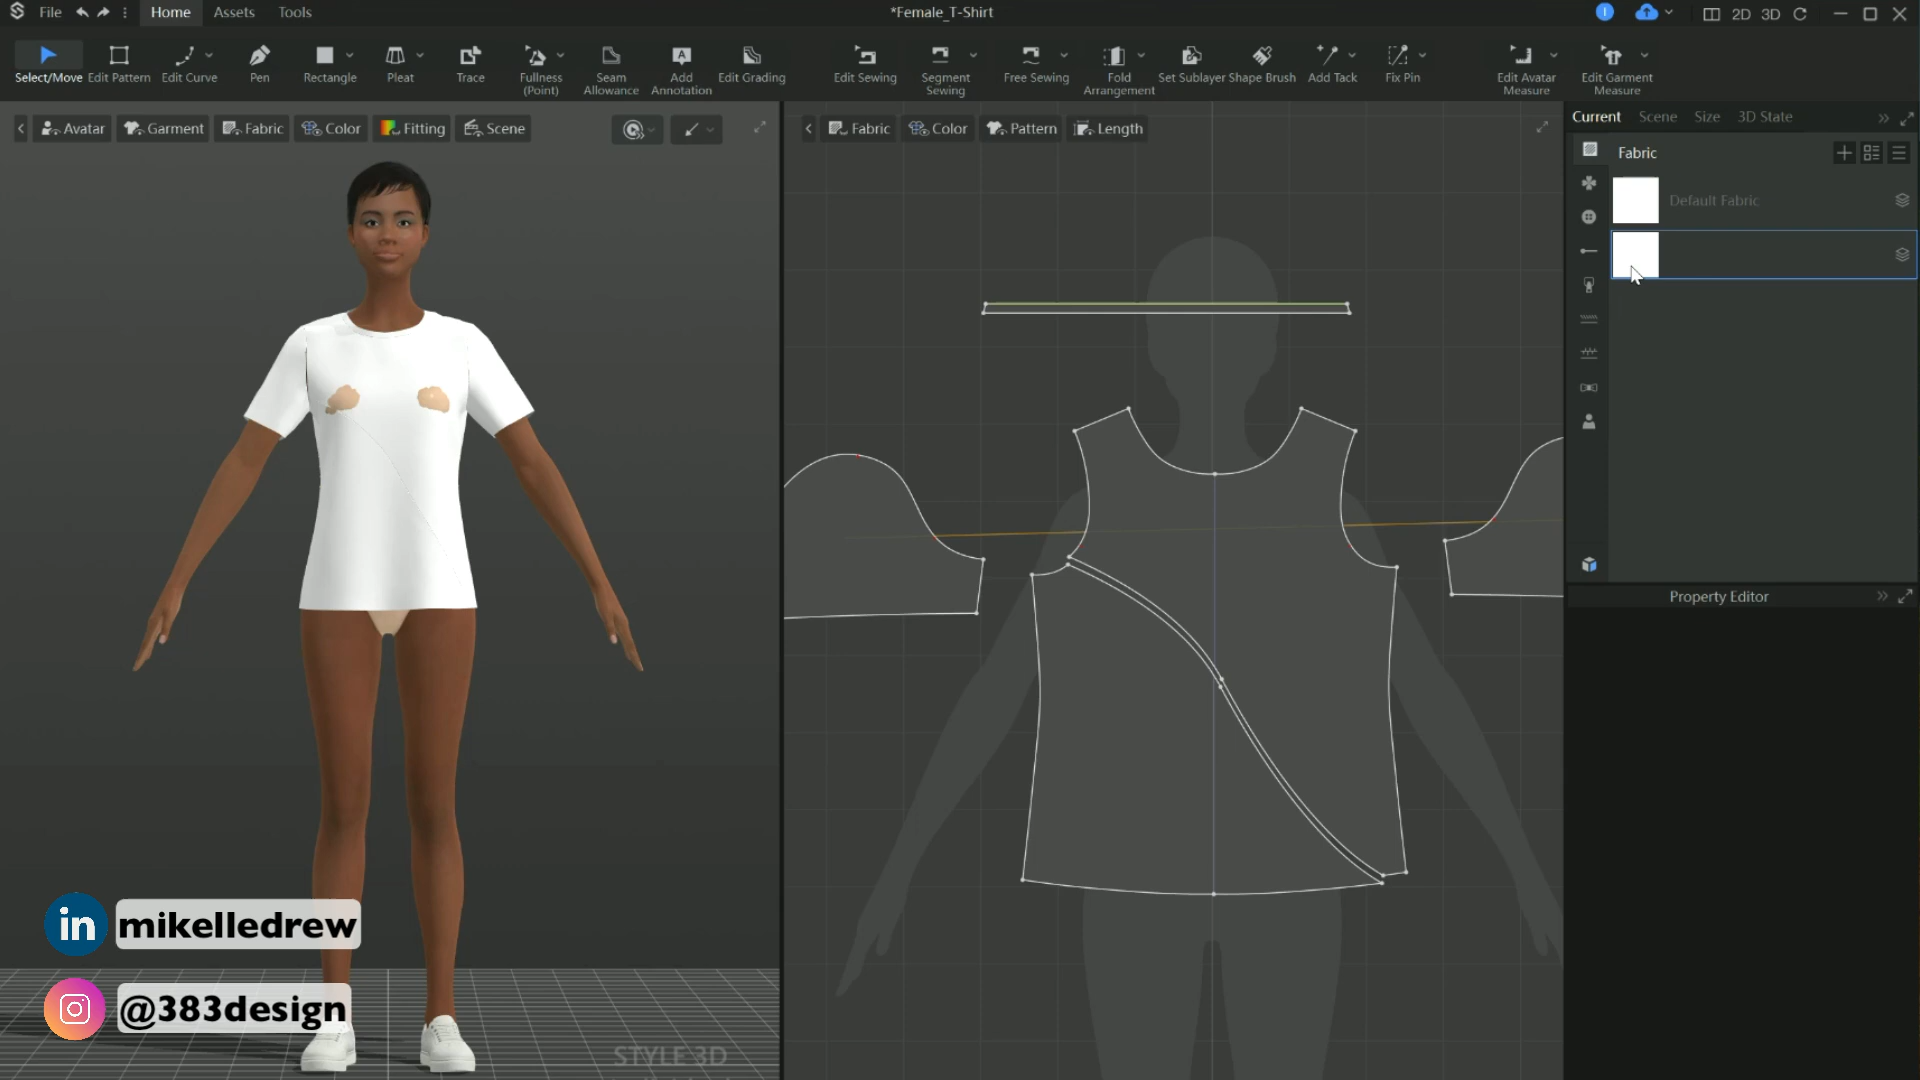 File
Home
Assets
Tools
*Female_T-Shirt
2D
3D
Select/Move
Edit Pattern
Edit Curve
Pen
Rectangle
Pleat
Trace
Fullness
(Point)
Seam
Allowance
Add
Annotation
Edit Grading
Edit Sewing
Segment
Sewing
Free Sewing
Fold
Arrangement
Set Sublayer
Shape Brush
Add Tack
Fix Pin
Edit Avatar
Measure
Edit Garment
Measure
Avatar
Garment
Fabric
Color
Fitting
Scene
Fabric
Color
Pattern
Length
Current
Scene
Size
3D State
Fabric
Default Fabric
Property Editor
in
mikelledrew
@383design
STYLE 3D